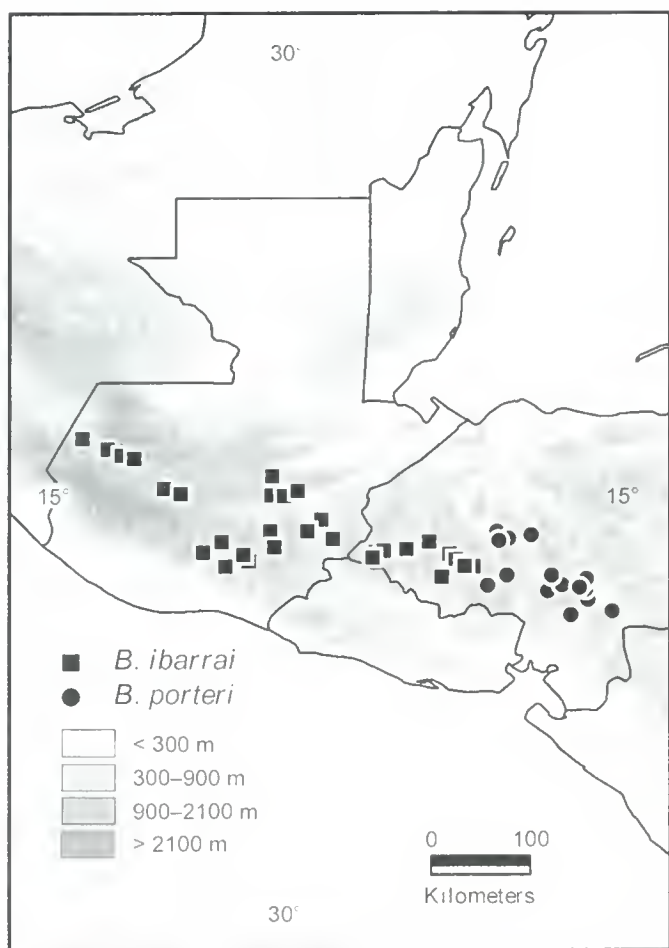 30°
15° 15°
B. ibarrai
B. porteri
< 300 m
300–900 m
900–2100 m
> 2100 m
0 100
Kilometers
30°